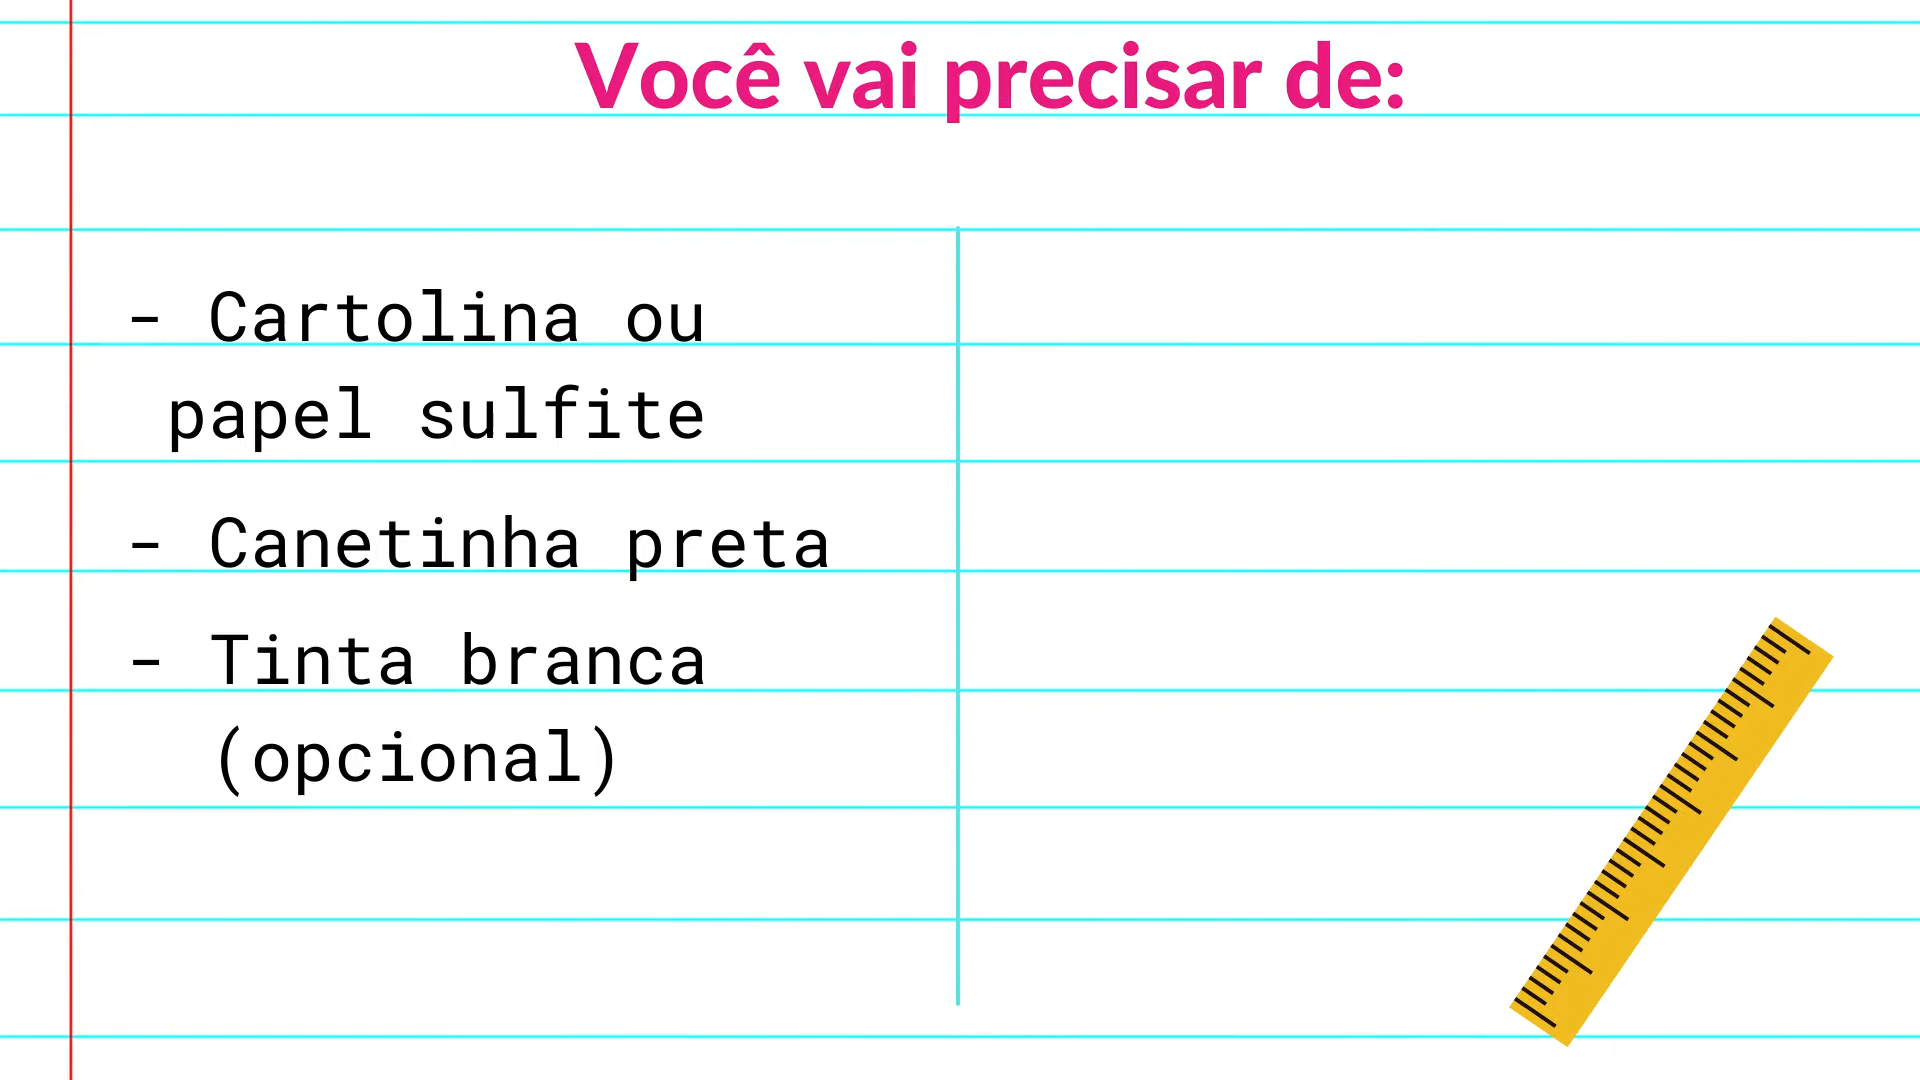 Você vai precisar de:
- Cartolina ou
papel sulfite
- Canetinha preta
- Tinta branca
(opcional)